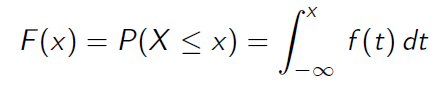 F(x) = P(X ≤ x) = ∫_{-∞}^{x} f(t) dt